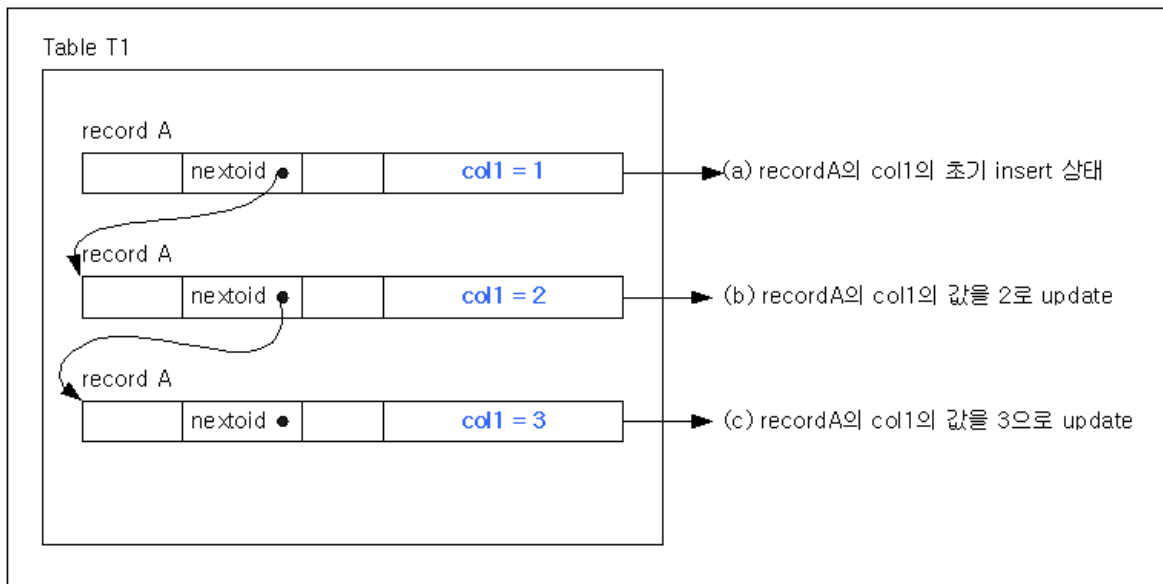 Table T1
record A
nextoid col1 = 1 (a) recordA의 col1의 초기 insert 상태
record A
nextoid col1 = 2 (b) recordA의 col1의 값을 2로 update
record A
nextoid col1 = 3 (c) recordA의 col1의 값을 3으로 update